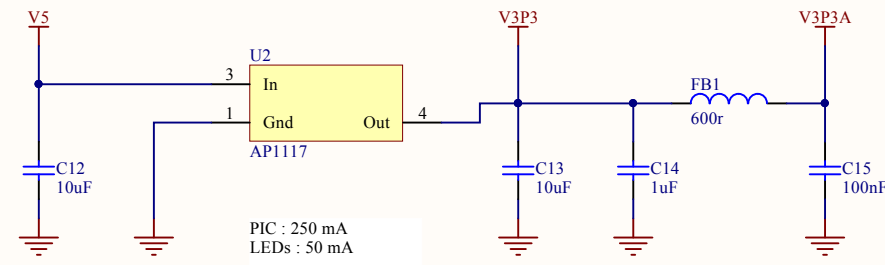 V5
V3P3
V3P3A
U2
3
In
FB1
1
Gnd
Out
4
600r
AP1117
C12
10uF
C13
10uF
C14
1uF
C15
100nF
PIC : 250 mA
LEDs : 50 mA